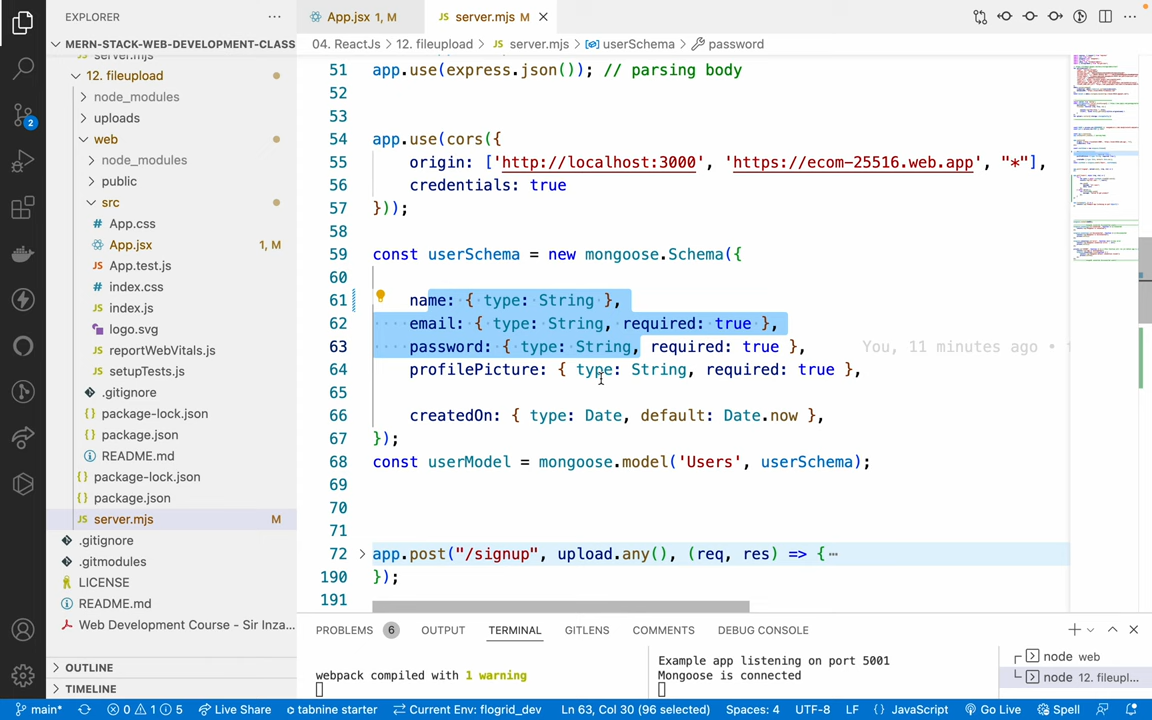 EXPLORER
App.jsx 1, M
server.mjs M
MERN-STACK-WEB-DEVELOPMENT-CLASS
04. ReactJs > 12. fileupload > JS server.mjs > userSchema > password
server.mjs
12. fileupload
node_modules
uploads
web
node_modules
public
src
App.css
App.jsx 1, M
App.test.js
index.css
index.js
logo.svg
reportWebVitals.js
setupTests.js
.gitignore
package-lock.json
package.json
README.md
package-lock.json
package.json
server.mjs M
.gitignore
.gitmodules
LICENSE
README.md
Web Development Course - Sir Inza...
OUTLINE
TIMELINE
51 app.use(express.json()); // parsing body
52
53
54 app.use(cors({
55 origin: ['http://localhost:3000', 'https://ecom-25516.web.app', "*"],
56 credentials: true
57 }));
58
59 const userSchema = new mongoose.Schema({
60
61 name: { type: String },
62 email: { type: String, required: true },
63 password: { type: String, required: true }, You, 11 minutes ago •
64 profilePicture: { type: String, required: true },
65
66 createdOn: { type: Date, default: Date.now },
67 });
68 const userModel = mongoose.model('Users', userSchema);
69
70
71
72 app.post("/signup", upload.any(), (req, res) => {…
190 });
191
PROBLEMS 6 OUTPUT TERMINAL GITLENS COMMENTS DEBUG CONSOLE
webpack compiled with 1 warning
Example app listening on port 5001
Mongoose is connected
node web
node 12. fileupl...
main* 0 1 5 Live Share tabnine starter Current Env: flogrid_dev Ln 63, Col 30 (96 selected) Spaces: 4 UTF-8 LF {} JavaScript Go Live Spell